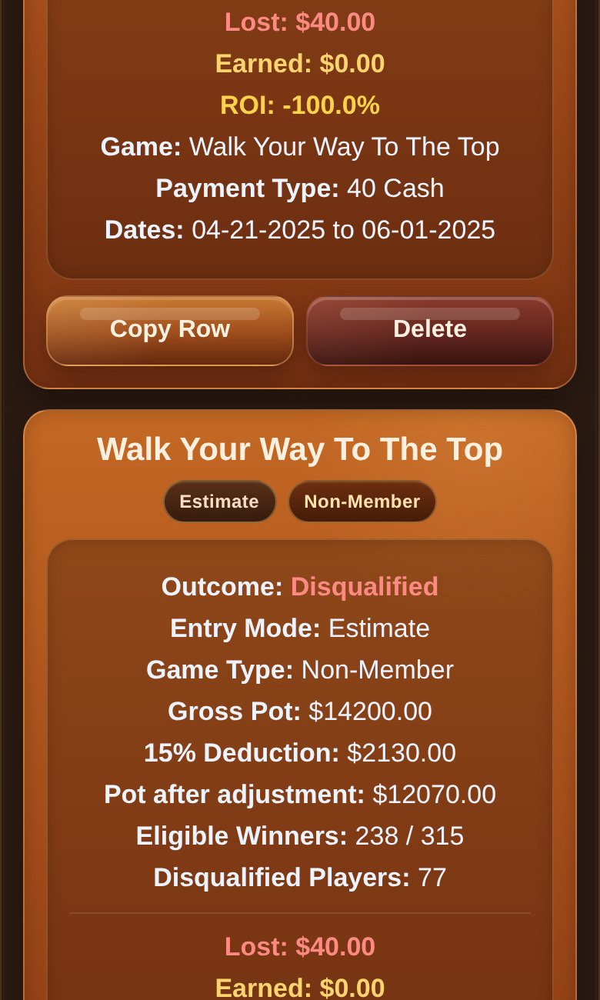 Lost: $40.00
Earned: $0.00
ROI: -100.0%
Game: Walk Your Way To The Top
Payment Type: 40 Cash
Dates: 04-21-2025 to 06-01-2025
Copy Row
Delete
Walk Your Way To The Top
Estimate
Non-Member
Outcome: Disqualified
Entry Mode: Estimate
Game Type: Non-Member
Gross Pot: $14200.00
15% Deduction: $2130.00
Pot after adjustment: $12070.00
Eligible Winners: 238 / 315
Disqualified Players: 77
Lost: $40.00
Earned: $0.00